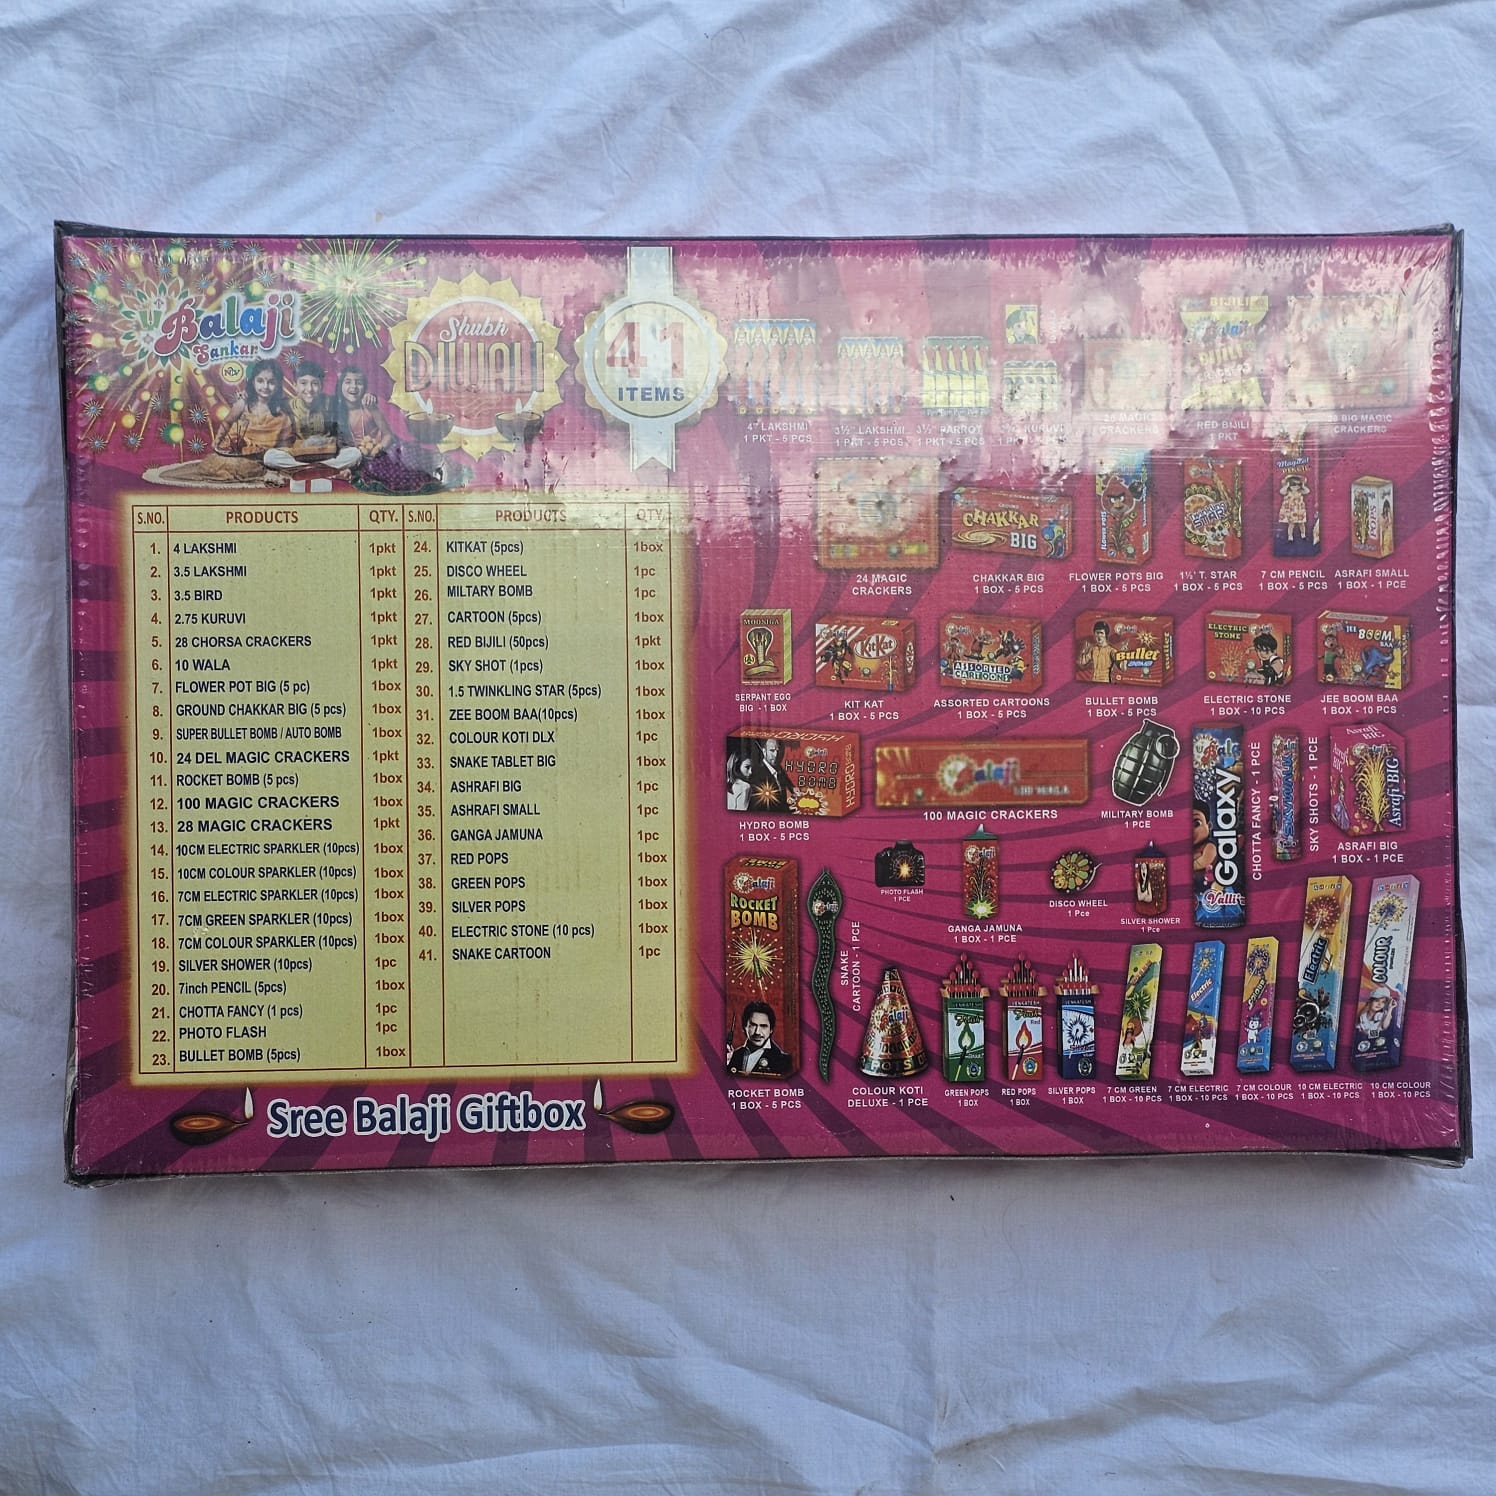 Balaji
Sankar
Shubh
DIWALI
41
ITEMS
S.NO. PRODUCTS QTY.
1. 4 LAKSHMI 1pkt
2. 3.5 LAKSHMI 1pkt
3. 3.5 BIRD 1pkt
4. 2.75 KURUVI 1pkt
5. 28 CHORSA CRACKERS 1pkt
6. 10 WALA 1pkt
7. FLOWER POT BIG (5 pc) 1box
8. GROUND CHAKKAR BIG (5 pcs) 1box
9. SUPER BULLET BOMB / AUTO BOMB 1box
10. 24 DEL MAGIC CRACKERS 1pkt
11. ROCKET BOMB (5 pcs) 1box
12. 100 MAGIC CRACKERS 1box
13. 28 MAGIC CRACKERS 1pkt
14. 10CM ELECTRIC SPARKLER (10pcs) 1box
15. 10CM COLOUR SPARKLER (10pcs) 1box
16. 7CM ELECTRIC SPARKLER (10pcs) 1box
17. 7CM GREEN SPARKLER (10pcs) 1box
18. 7CM COLOUR SPARKLER (10pcs) 1box
19. SILVER SHOWER (10pcs) 1pc
20. 7inch PENCIL (5pcs) 1box
21. CHOTTA FANCY (1 pcs) 1pc
22. PHOTO FLASH 1pc
23. BULLET BOMB (5pcs) 1box
S.NO. PRODUCTS QTY
24. KITKAT (5pcs) 1box
25. DISCO WHEEL 1pc
26. MILTARY BOMB 1pc
27. CARTOON (5pcs) 1box
28. RED BIJILI (50pcs) 1pkt
29. SKY SHOT (1pcs) 1box
30. 1.5 TWINKLING STAR (5pcs) 1box
31. ZEE BOOM BAA(10pcs) 1box
32. COLOUR KOTI DLX 1pc
33. SNAKE TABLET BIG 1box
34. ASHRAFI BIG 1pc
35. ASHRAFI SMALL 1pc
36. GANGA JAMUNA 1pc
37. RED POPS 1box
38. GREEN POPS 1box
39. SILVER POPS 1box
40. ELECTRIC STONE (10 pcs) 1box
41. SNAKE CARTOON 1pc
Sree Balaji Giftbox
BIJILI
4" LAKSHMI
1 PKT - 5 PCS
3½" LAKSHMI
1 PKT - 5 PCS
3½" PARROT
1 PKT - 5 PCS
KURUVI
MAGIC
CRACKERS
RED BIJILI
1 PKT
28 BIG MAGIC
CRACKERS
CHAKKAR
BIG
Magical
PENCIL
24 MAGIC
CRACKERS
CHAKKAR BIG
1 BOX - 5 PCS
FLOWER POTS BIG
1 BOX - 5 PCS
1½' T. STAR
1 BOX - 5 PCS
7 CM PENCIL
1 BOX - 5 PCS
ASRAFI SMALL
1 BOX - 1 PCE
KitKat
ASSORTED
CARTOONS
Bullet
BOMB
ELECTRIC
STONE
JEE BOOM
BAA
SERPANT EGG
BIG - 1 BOX
KIT KAT
1 BOX - 5 PCS
ASSORTED CARTOONS
1 BOX - 5 PCS
BULLET BOMB
1 BOX - 5 PCS
ELECTRIC STONE
1 BOX - 10 PCS
JEE BOOM BAA
1 BOX - 10 PCS
HYDRO
BOMB
HYDRO BOMB
1 BOX - 5 PCS
Balaji
100 WALA
100 MAGIC CRACKERS
MILITARY BOMB
1 PCE
Galaxy
Valli
CHOTTA FANCY - 1 PCE
SKY SHOTS - 1 PCE
Asrafi BIG
Asrafi BIG
ASRAFI BIG
1 BOX - 1 PCE
Balaji
ROCKET
BOMB
ROCKET BOMB
1 BOX - 5 PCS
SNAKE
CARTOON - 1 PCE
PHOTO FLASH
1 PCE
GANGA JAMUNA
1 BOX - 1 PCE
DISCO WHEEL
1 Pce
SILVER SHOWER
1 Pce
Balaji
COLOUR KOTI
DELUXE - 1 PCE
GREEN POPS
1 BOX
RED POPS
1 BOX
SILVER POPS
1 BOX
Electric
Electric
COLOUR
7 CM GREEN
1 BOX - 10 PCS
7 CM ELECTRIC
1 BOX - 10 PCS
7 CM COLOUR
1 BOX - 10 PCS
10 CM ELECTRIC
1 BOX - 10 PCS
10 CM COLOUR
1 BOX - 10 PCS